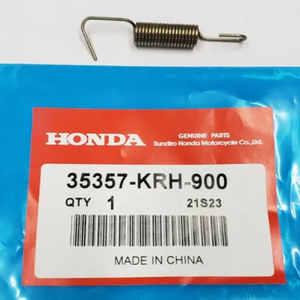 HONDA
GENUINE PARTS
Sundiro Honda Motorcycle Co.,Ltd.
35357-KRH-900
QTY 1 21S23
MADE IN CHINA